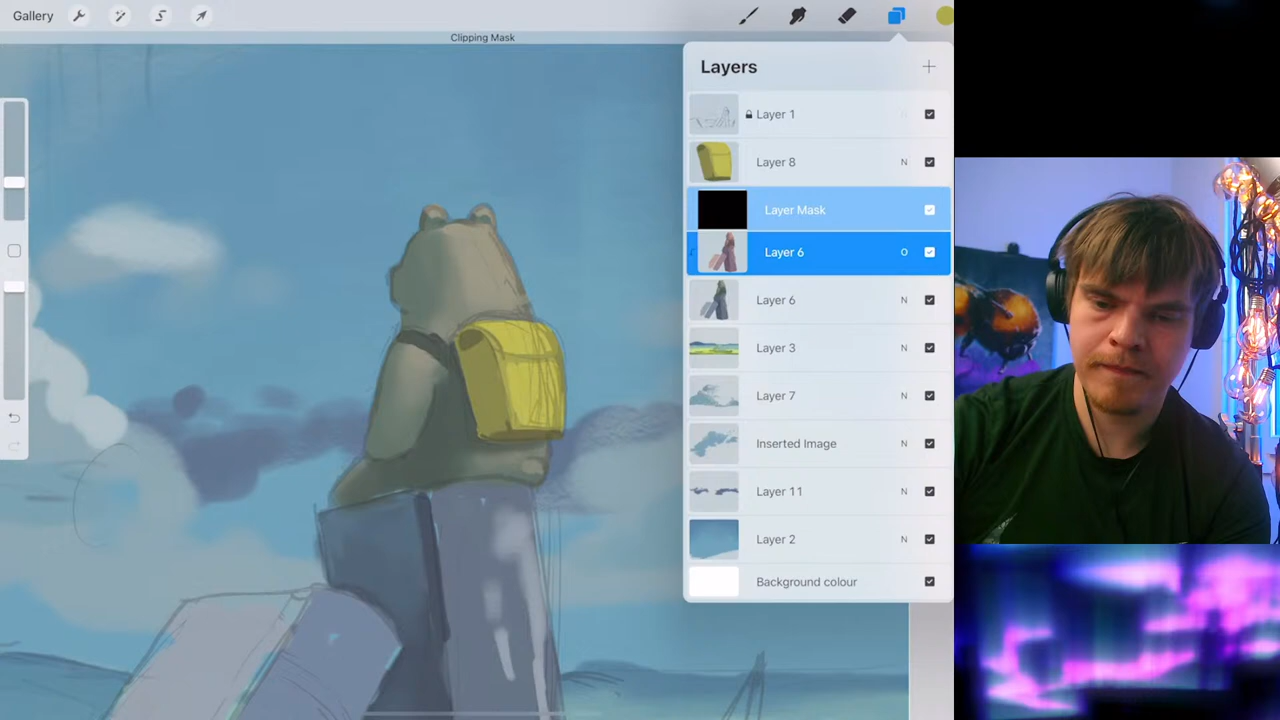 Gallery
Clipping Mask
Layers
Layer 1
Layer 8 N
Layer Mask
Layer 6 O
Layer 6 N
Layer 3 N
Layer 7 N
Inserted Image N
Layer 11 N
Layer 2 N
Background colour